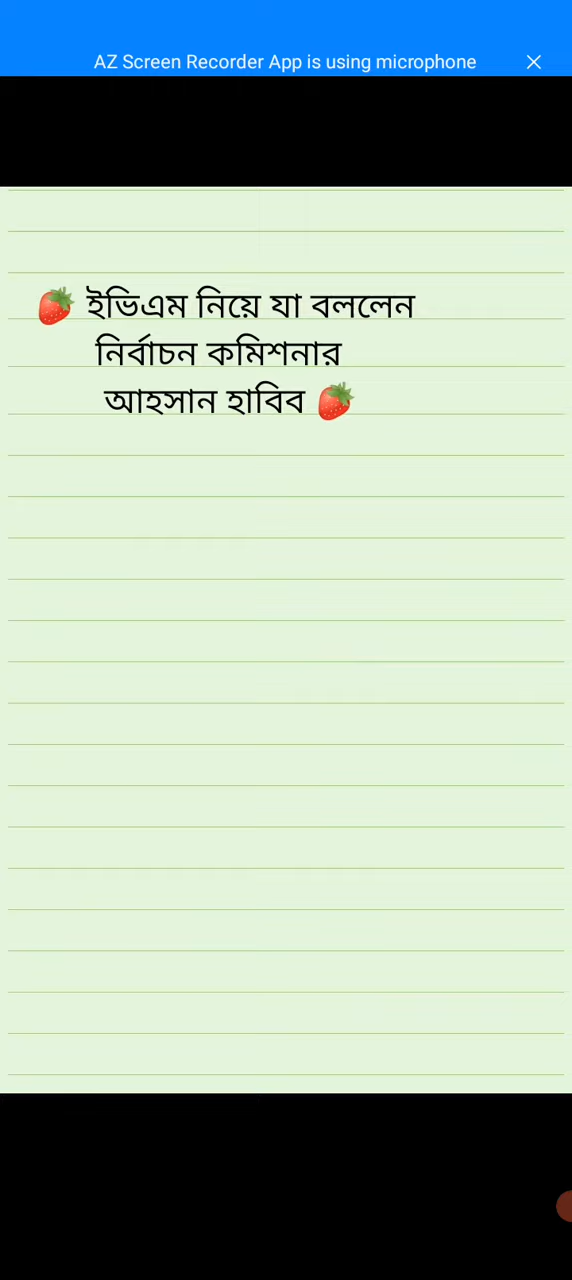 AZ Screen Recorder App is using microphone
🍓 ইভিএম নিয়ে যা বললেন
নির্বাচন কমিশনার
আহসান হাবিব 🍓